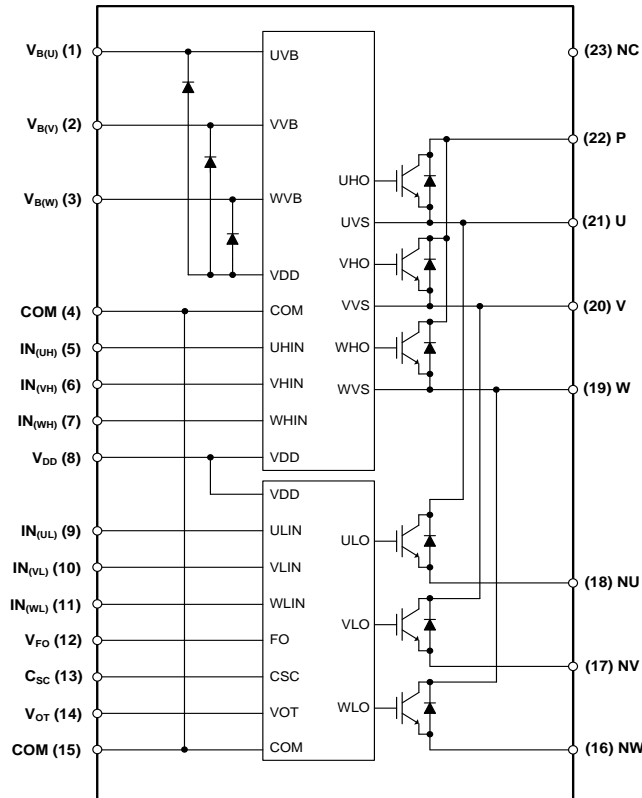 V_B(U) (1)
V_B(V) (2)
V_B(W) (3)
COM (4)
IN_(UH) (5)
IN_(VH) (6)
IN_(WH) (7)
V_DD (8)
IN_(UL) (9)
IN_(VL) (10)
IN_(WL) (11)
V_FO (12)
C_SC (13)
V_OT (14)
COM (15)
UVB
VVB
WVB
VDD
COM
UHIN
VHIN
WHIN
VDD
UHO
UVS
VHO
VVS
WHO
WVS
VDD
ULIN
VLIN
WLIN
FO
CSC
VOT
COM
ULO
VLO
WLO
(23) NC
(22) P
(21) U
(20) V
(19) W
(18) NU
(17) NV
(16) NW